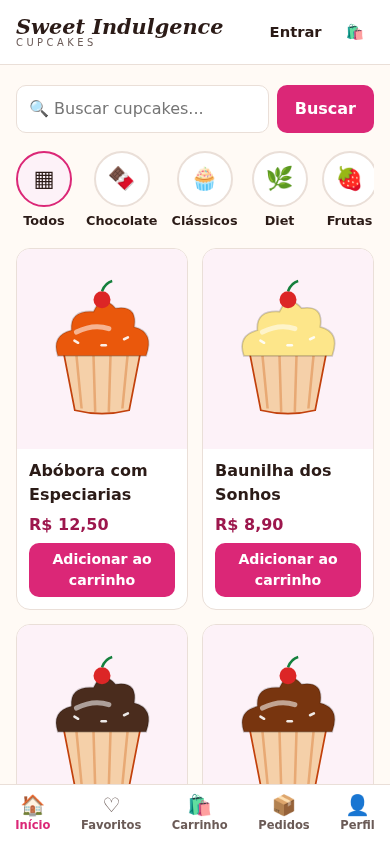 Sweet Indulgence
CUPCAKES
Entrar
Buscar cupcakes...
Buscar
Todos
Chocolate
Clássicos
Diet
Frutas
Abóbora com
Especiarias
R$ 12,50
Adicionar ao
carrinho
Baunilha dos
Sonhos
R$ 8,90
Adicionar ao
carrinho
Início
Favoritos
Carrinho
Pedidos
Perfil